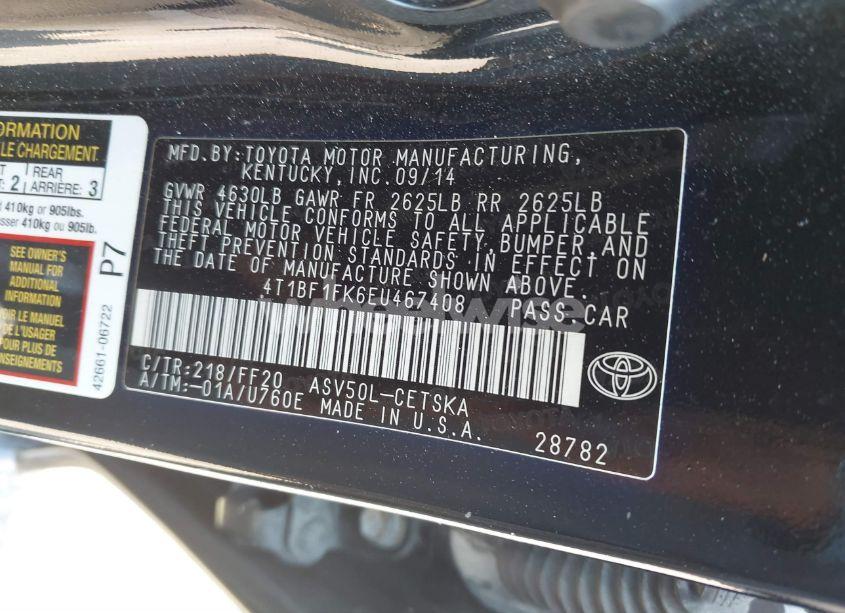 ORMATION
LE CHARGEMENT
REAR
2 ARRIÈRE: 3
410kg or 905lbs.
sser 410kg ou 905lb.
SEE OWNER'S
MANUAL FOR
ADDITIONAL
INFORMATION
VOIR LE MANUEL
DE L'USAGER
POUR PLUS DE
RENSEIGNEMENTS
P7
42661-06722
MFD.BY:TOYOTA MOTOR MANUFACTURING,
KENTUCKY, INC.09/14
GVWR 4630LB GAWR FR 2625LB RR 2625LB
THIS VEHICLE CONFORMS TO ALL APPLICABLE
FEDERAL MOTOR VEHICLE SAFETY, BUMPER, AND
THEFT PREVENTION STANDARDS IN EFFECT ON
THE DATE OF MANUFACTURE SHOWN ABOVE.
4T1BF1FK6EU467408 PASS CAR
C/TR:218/FF20 ASV50L-CETSKA
A/TM:-01A/U760E MADE IN U.S.A.
28782